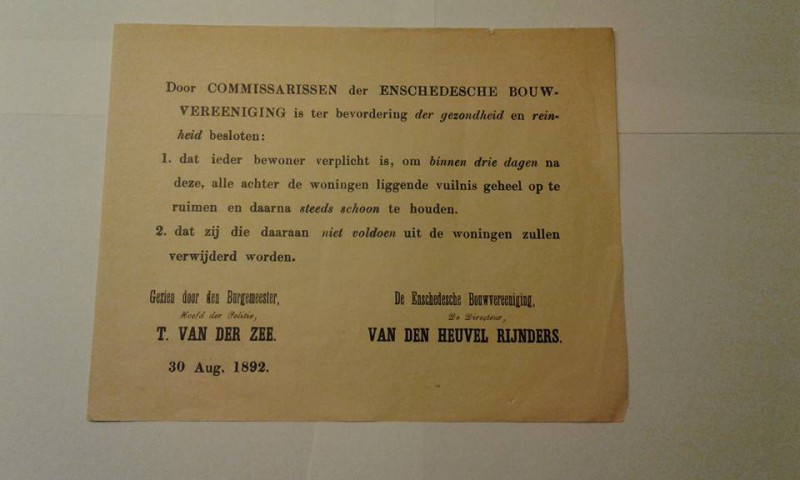 Door COMMISSARISSEN der ENSCHEDESCHE BOUW-
VEREENIGING is ter bevordering der gezondheid en rein-
heid besloten:
1. dat ieder bewoner verplicht is, om binnen drie dagen na
deze, alle achter de woningen liggende vuilnis geheel op te
ruimen en daarna steeds schoon te houden.
2. dat zij die daaraan niet voldoen uit de woningen zullen
verwijderd worden.
Gezien door den Burgemeester,
Hoofd der Politie,
T. VAN DER ZEE.
30 Aug. 1892.
De Enschedesche Bouwvereeniging,
De Directeur,
VAN DEN HEUVEL RIJNDERS.